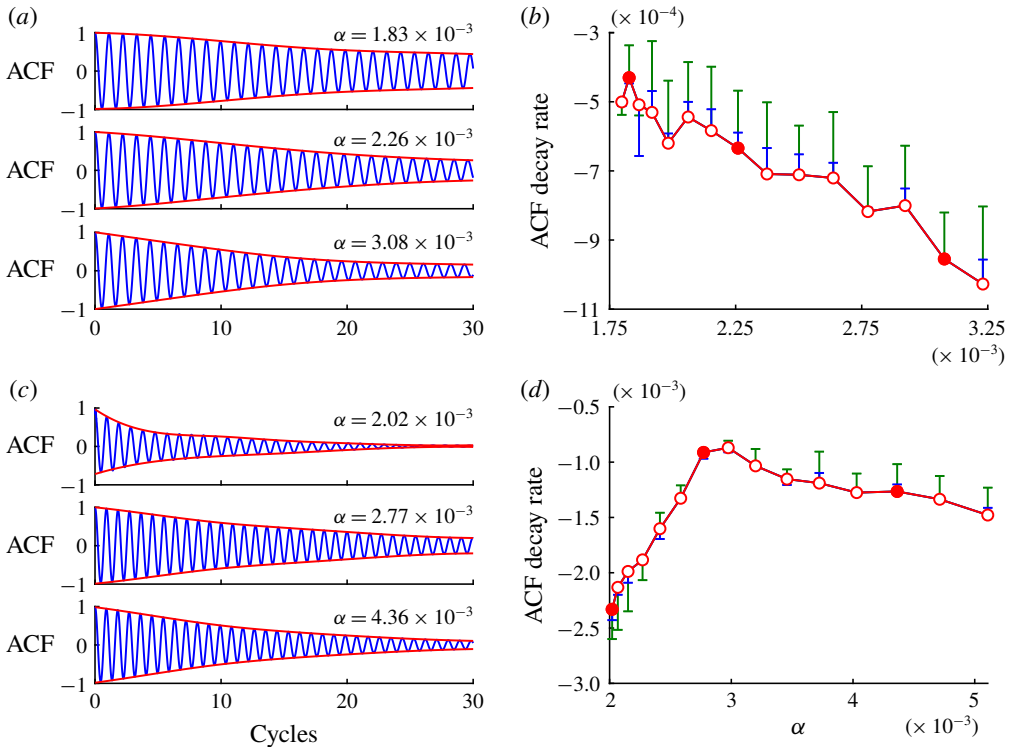 (a)
α = 1.83 × 10⁻³
1
ACF 0
−1
α = 2.26 × 10⁻³
1
ACF 0
−1
α = 3.08 × 10⁻³
1
ACF 0
−1
0 10 20 30
(b)
(× 10⁻⁴)
−3
−5
−7
−9
−11
ACF decay rate
1.75 2.25 2.75 3.25
(× 10⁻³)
(c)
α = 2.02 × 10⁻³
1
ACF 0
−1
α = 2.77 × 10⁻³
1
ACF 0
−1
α = 4.36 × 10⁻³
1
ACF 0
−1
0 10 20 30
Cycles
(d)
(× 10⁻³)
−0.5
−1.0
−1.5
−2.0
−2.5
−3.0
ACF decay rate
2 3 4 5
α (× 10⁻³)